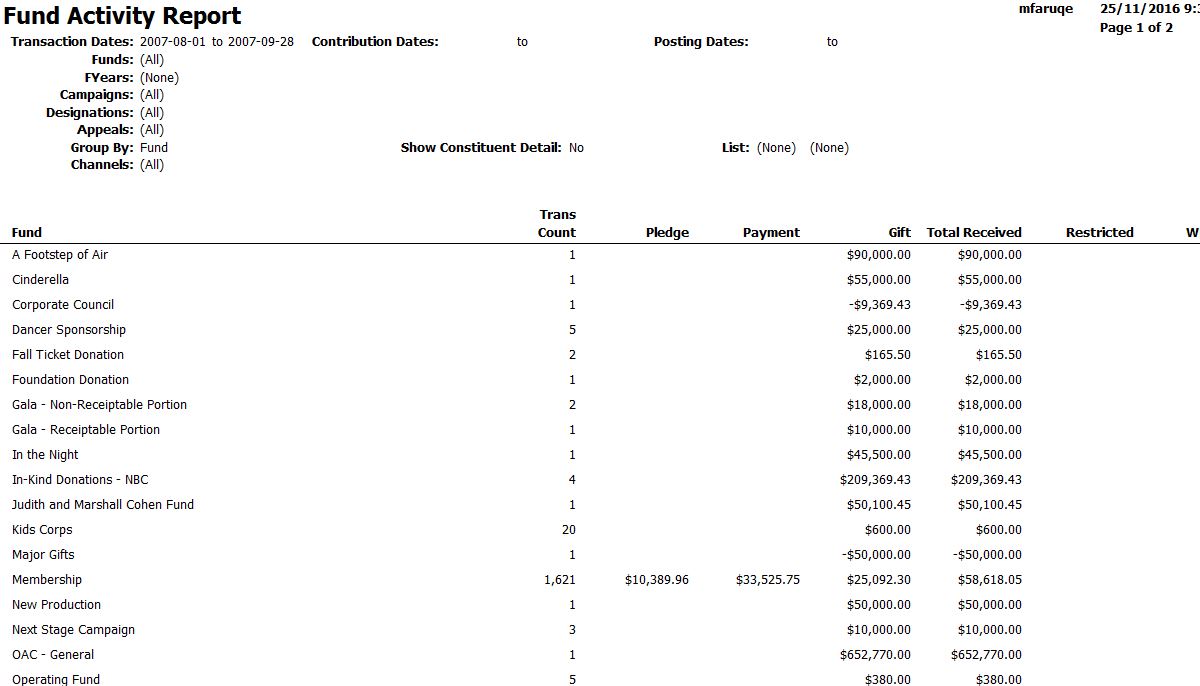 Fund Activity Report mfaruqe 25/11/2016 9:
Page 1 of 2
Transaction Dates: 2007-08-01 to 2007-09-28 Contribution Dates: to Posting Dates: to
Funds: (All)
FYears: (None)
Campaigns: (All)
Designations: (All)
Appeals: (All)
Group By: Fund Show Constituent Detail: No List: (None) (None)
Channels: (All)
Trans
Fund Count Pledge Payment Gift Total Received Restricted W
A Footstep of Air 1 $90,000.00 $90,000.00
Cinderella 1 $55,000.00 $55,000.00
Corporate Council 1 -$9,369.43 -$9,369.43
Dancer Sponsorship 5 $25,000.00 $25,000.00
Fall Ticket Donation 2 $165.50 $165.50
Foundation Donation 1 $2,000.00 $2,000.00
Gala - Non-Receiptable Portion 2 $18,000.00 $18,000.00
Gala - Receiptable Portion 1 $10,000.00 $10,000.00
In the Night 1 $45,500.00 $45,500.00
In-Kind Donations - NBC 4 $209,369.43 $209,369.43
Judith and Marshall Cohen Fund 1 $50,100.45 $50,100.45
Kids Corps 20 $600.00 $600.00
Major Gifts 1 -$50,000.00 -$50,000.00
Membership 1,621 $10,389.96 $33,525.75 $25,092.30 $58,618.05
New Production 1 $50,000.00 $50,000.00
Next Stage Campaign 3 $10,000.00 $10,000.00
OAC - General 1 $652,770.00 $652,770.00
Operating Fund 5 $380.00 $380.00